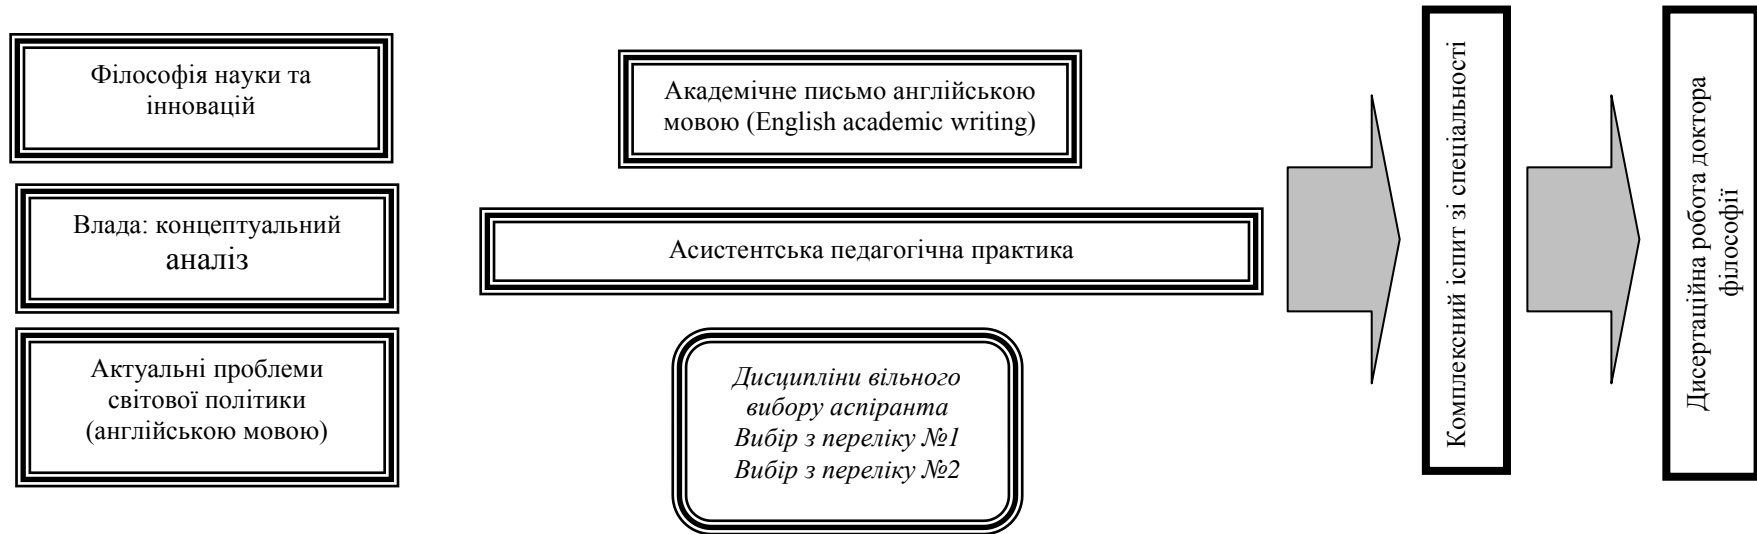 Філософія науки та
інновацій
Влада: концептуальний
аналіз
Актуальні проблеми
світової політики
(англійською мовою)
Академічне письмо англійською
мовою (English academic writing)
Асистентська педагогічна практика
Дисципліни вільного
вибору аспіранта
Вибір з переліку №1
Вибір з переліку №2
Комплексний іспит зі спеціальності
Дисертаційна робота доктора
філософії